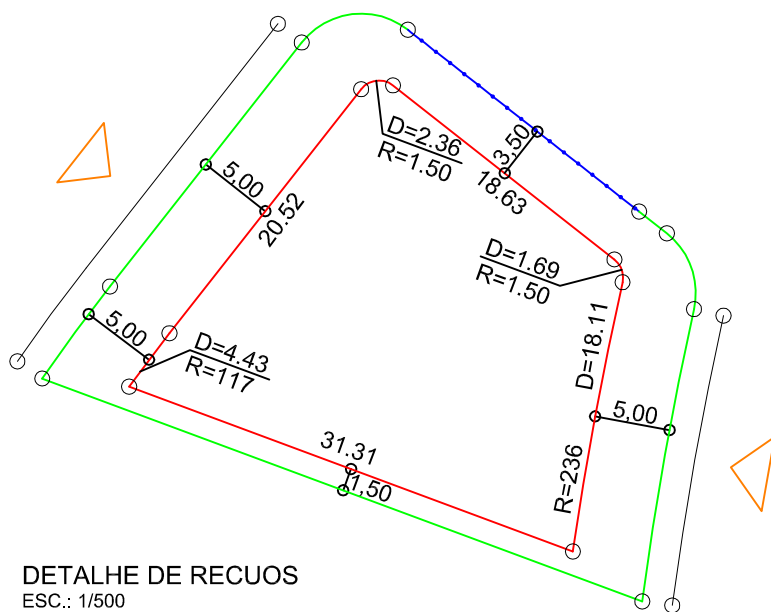 D=2.36
R=1.50
3,50
18.63
5,00
20.52
D=1.69
R=1.50
5,00
D=4.43
R=117
D=18.11
5,00
31.31
1,50
R=236
DETALHE DE RECUOS
ESC.: 1/500